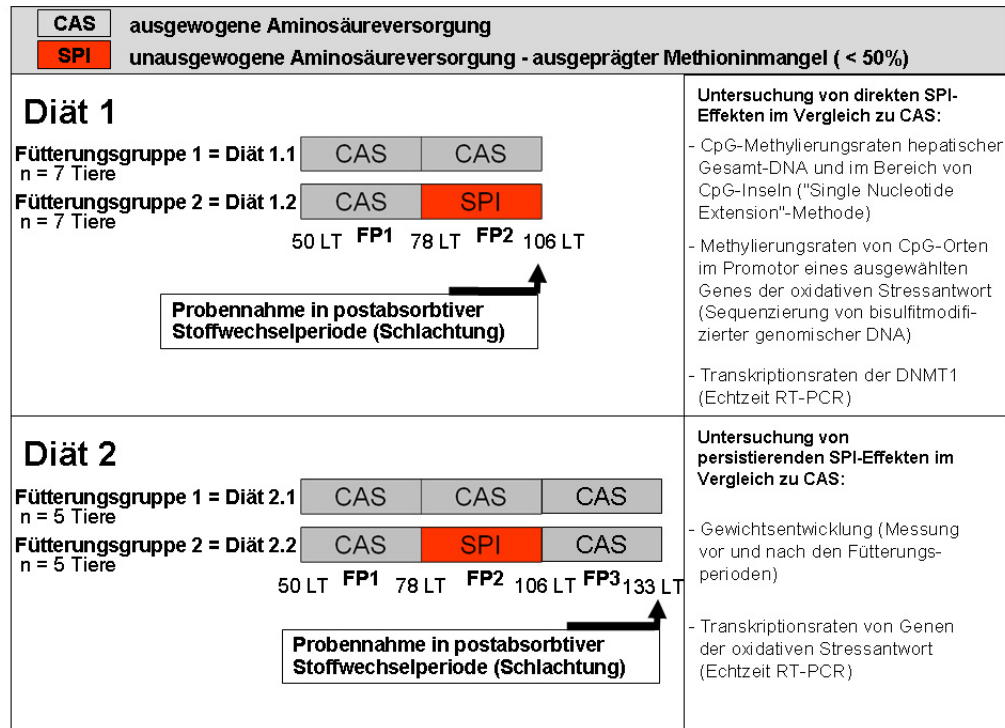 CAS ausgewogene Aminosäureversorgung
SPI unausgewogene Aminosäureversorgung - ausgeprägter Methioninmangel ( < 50%)
Diät 1
Fütterungsgruppe 1 = Diät 1.1 CAS CAS
n = 7 Tiere
Fütterungsgruppe 2 = Diät 1.2 CAS SPI
n = 7 Tiere
50 LT FP1 78 LT FP2 106 LT
Probennahme in postabsorbtiver
Stoffwechselperiode (Schlachtung)
Untersuchung von direkten SPI-
Effekten im Vergleich zu CAS:
- CpG-Methylierungsraten hepatischer
Gesamt-DNA und im Bereich von
CpG-Inseln ("Single Nucleotide
Extension"-Methode)
- Methylierungsraten von CpG-Orten
im Promotor eines ausgewählten
Genes der oxidativen Stressantwort
(Sequenzierung von bisulfitmodifi-
zierter genomischer DNA)
- Transkriptionsraten der DNMT1
(Echtzeit RT-PCR)
Diät 2
Fütterungsgruppe 1 = Diät 2.1 CAS CAS CAS
n = 5 Tiere
Fütterungsgruppe 2 = Diät 2.2 CAS SPI CAS
n = 5 Tiere
50 LT FP1 78 LT FP2 106 LT FP3 133 LT
Probennahme in postabsorbtiver
Stoffwechselperiode (Schlachtung)
Untersuchung von
persistierenden SPI-Effekten im
Vergleich zu CAS:
- Gewichtsentwicklung (Messung
vor und nach den Fütterungs-
perioden)
- Transkriptionsraten von Genen
der oxidativen Stressantwort
(Echtzeit RT-PCR)